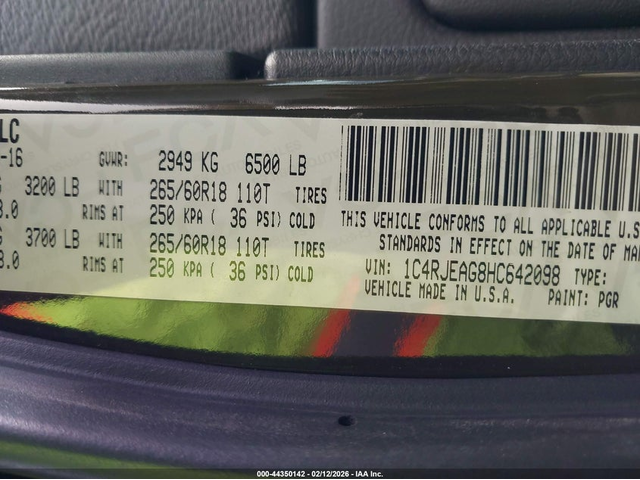 LC
-16 GVWR: 2949 KG 6500 LB
3200 LB WITH 265/60R18 110T TIRES
8.0 RIMS AT 250 KPA ( 36 PSI) COLD
3700 LB WITH 265/60R18 110T TIRES
8.0 RIMS AT 250 KPA ( 36 PSI) COLD
THIS VEHICLE CONFORMS TO ALL APPLICABLE U.S
STANDARDS IN EFFECT ON THE DATE OF MA
VIN: 1C4RJEAG8HC642098 TYPE:
VEHICLE MADE IN U.S.A. PAINT: PGR
000-44350142 - 02/12/2026 - IAA Inc.